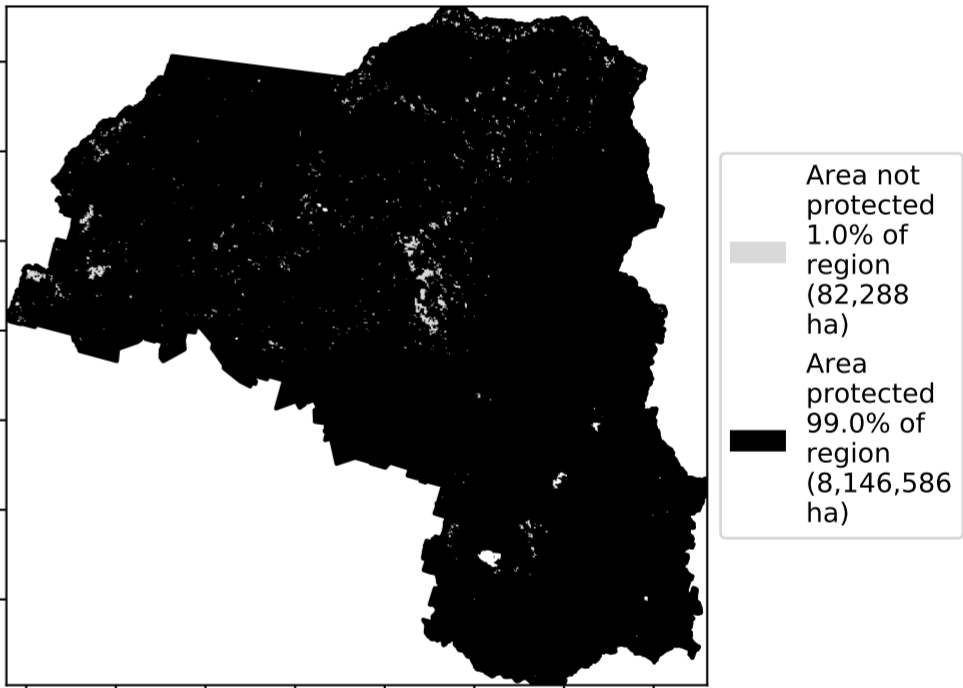 Area not
protected
1.0% of
region
(82,288
ha)
Area
protected
99.0% of
region
(8,146,586
ha)